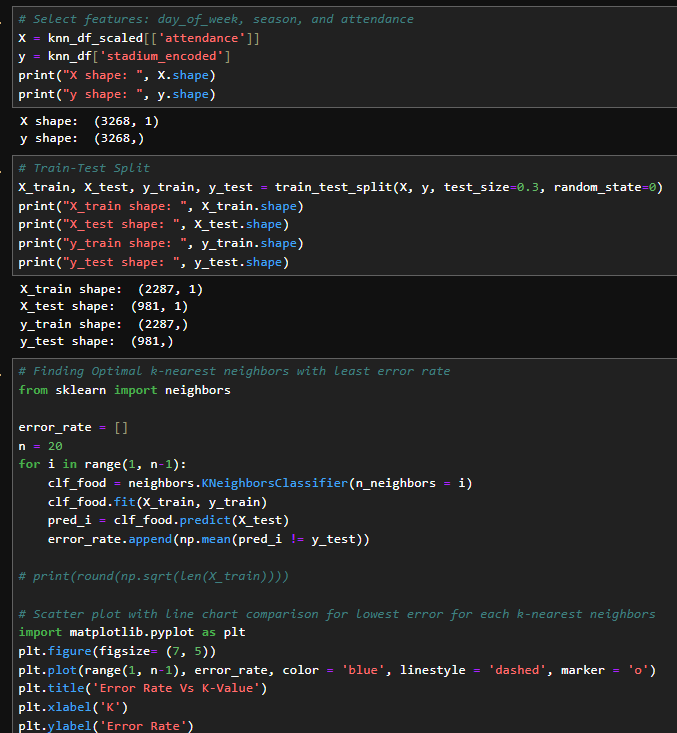 # Select features: day_of_week, season, and attendance
X = knn_df_scaled[['attendance']]
y = knn_df['stadium_encoded']
print("X shape: ", X.shape)
print("y shape: ", y.shape)
X shape:  (3268, 1)
y shape:  (3268,)
# Train-Test Split
X_train, X_test, y_train, y_test = train_test_split(X, y, test_size=0.3, random_state=0)
print("X_train shape: ", X_train.shape)
print("X_test shape: ", X_test.shape)
print("y_train shape: ", y_train.shape)
print("y_test shape: ", y_test.shape)
X_train shape:  (2287, 1)
X_test shape:  (981, 1)
y_train shape:  (2287,)
y_test shape:  (981,)
# Finding Optimal k-nearest neighbors with least error rate
from sklearn import neighbors
error_rate = []
n = 20
for i in range(1, n-1):
    clf_food = neighbors.KNeighborsClassifier(n_neighbors = i)
    clf_food.fit(X_train, y_train)
    pred_i = clf_food.predict(X_test)
    error_rate.append(np.mean(pred_i != y_test))
# print(round(np.sqrt(len(X_train))))
# Scatter plot with line chart comparison for lowest error for each k-nearest neighbors
import matplotlib.pyplot as plt
plt.figure(figsize= (7, 5))
plt.plot(range(1, n-1), error_rate, color = 'blue', linestyle = 'dashed', marker = 'o')
plt.title('Error Rate Vs K-Value')
plt.xlabel('K')
plt.ylabel('Error Rate')